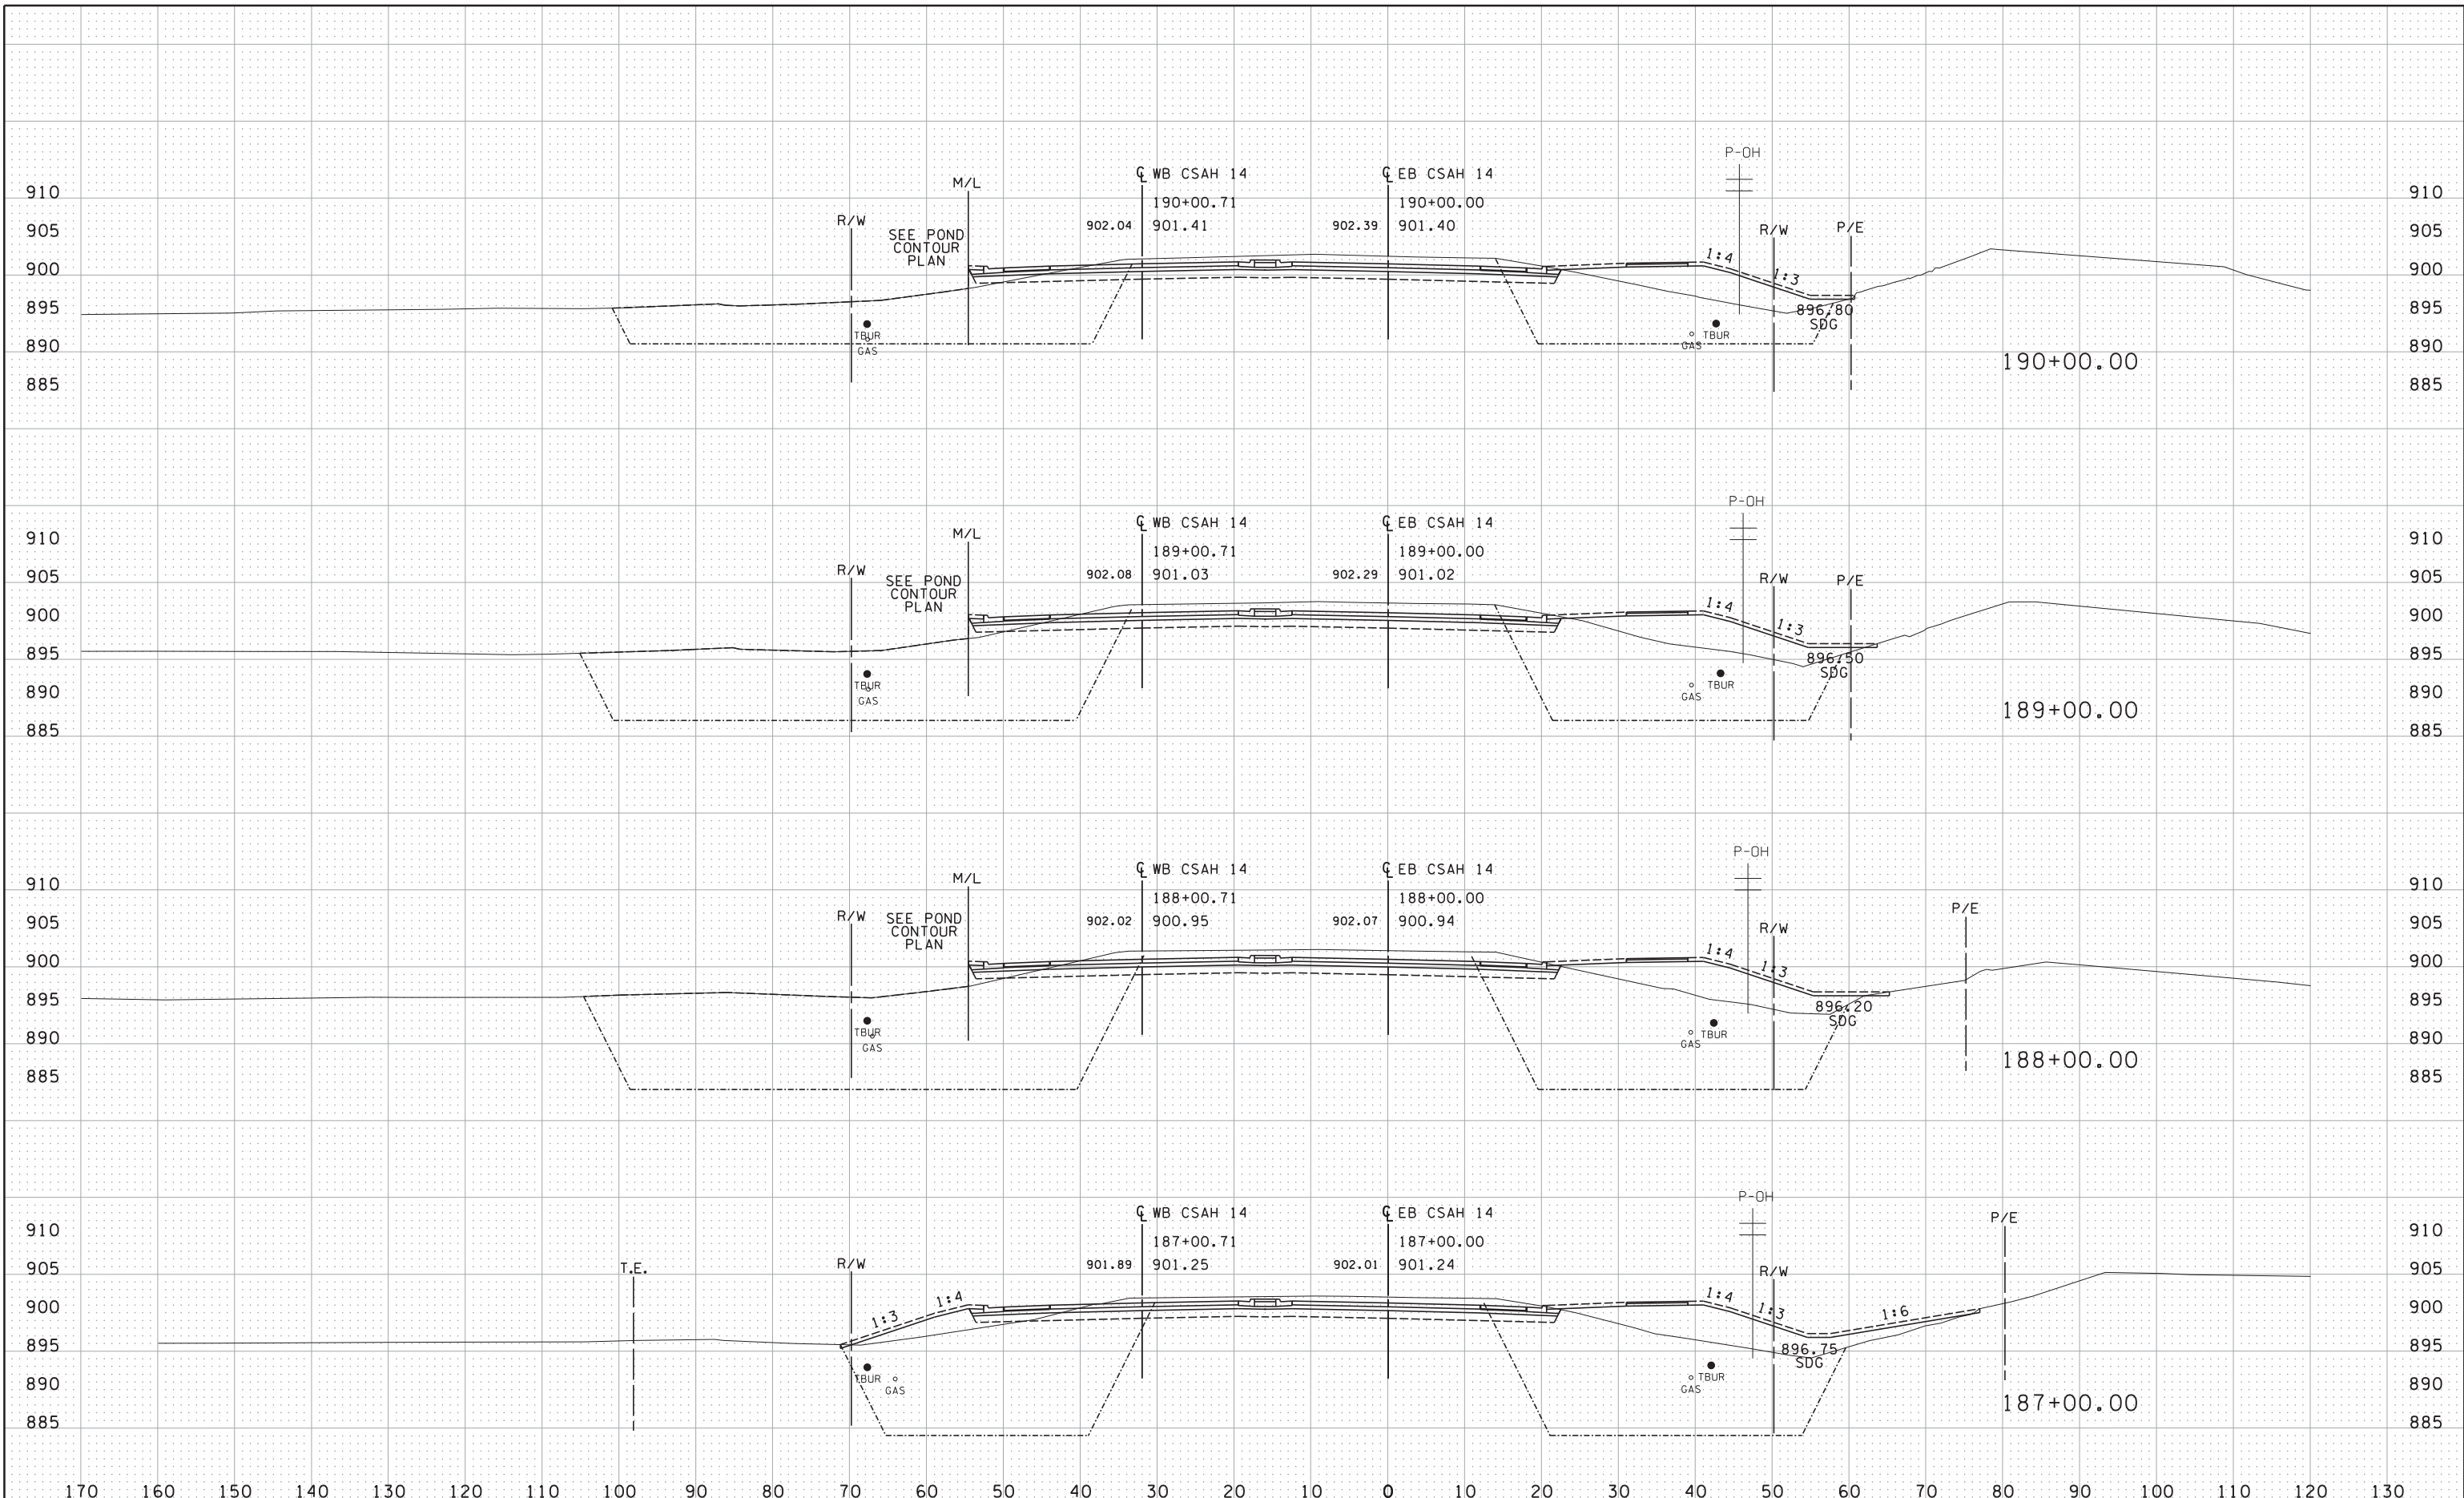 P-OH
℄ WB CSAH 14
℄ EB CSAH 14
M/L
910
190+00.71
190+00.00
910
R/W
902.04
901.41
902.39
901.40
R/W
P/E
905
SEE POND
CONTOUR
PLAN
905
1:4
900
1:3
900
895
896.80
SDG
895
TBUR
GAS
GAS
TBUR
890
890
190+00.00
885
885
P-OH
℄ WB CSAH 14
℄ EB CSAH 14
M/L
910
189+00.71
189+00.00
910
R/W
902.08
901.03
902.29
901.02
R/W
P/E
905
SEE POND
CONTOUR
PLAN
905
1:4
900
1:3
900
895
896.50
SDG
895
TBUR
GAS
GAS
TBUR
890
890
189+00.00
885
885
P-OH
℄ WB CSAH 14
℄ EB CSAH 14
M/L
910
188+00.71
188+00.00
910
P/E
R/W
SEE POND
CONTOUR
PLAN
902.02
900.95
902.07
900.94
R/W
905
905
1:4
900
1:3
900
895
896.20
SDG
895
TBUR
GAS
GAS
TBUR
890
890
188+00.00
885
885
P-OH
℄ WB CSAH 14
℄ EB CSAH 14
P/E
910
187+00.71
187+00.00
910
T.E.
R/W
901.89
901.25
902.01
901.24
R/W
905
905
1:3
1:4
1:4
1:3
1:6
900
900
895
896.75
SDG
895
TBUR
GAS
GAS
TBUR
890
890
187+00.00
885
885
170 160 150 140 130 120 110 100 90 80 70 60 50 40 30 20 10 0 10 20 30 40 50 60 70 80 90 100 110 120 130